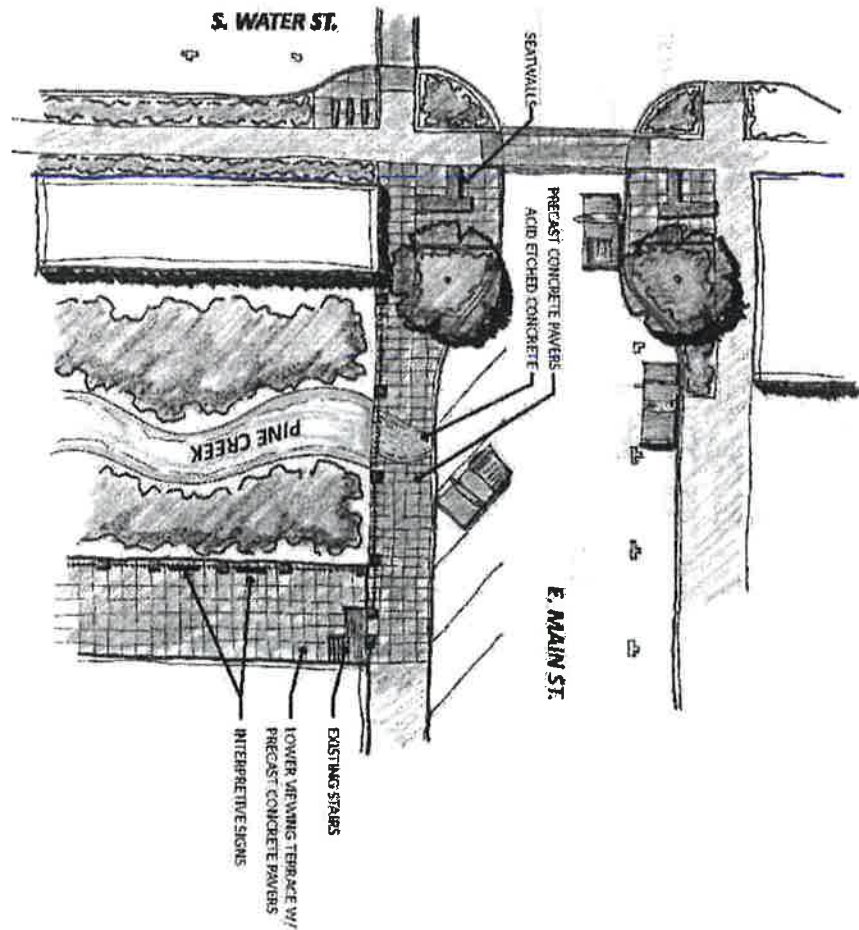 S. WATER ST.
SEATWALLS
PRECAST CONCRETE PAVERS
ACID ETCHED CONCRETE
PINE CREEK
E. MAIN ST.
EXISTING STAIRS
LOWER VIEWING TERRACE W/
PRECAST CONCRETE PAVERS
INTERPRETIVE SIGNS